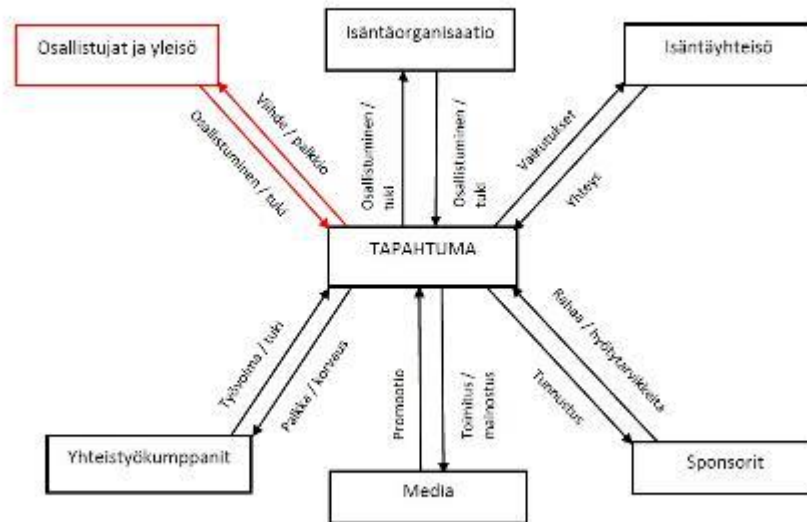 Osallistujat ja yleisö
Isäntäorganisaatio
Isäntäyhteisö
Viihde / palkkio
Osallistuminen / tuki
Osallistuminen /
tuki
Osallistuminen /
tuki
Vaikutukset
Yhteys
TAPAHTUMA
Työvoima / tuki
Palkka / korvaus
Promootio
Toimitus /
mainostus
Rahaa / hyötytarvikkeita
Tunnustus
Yhteistyökumppanit
Media
Sponsorit